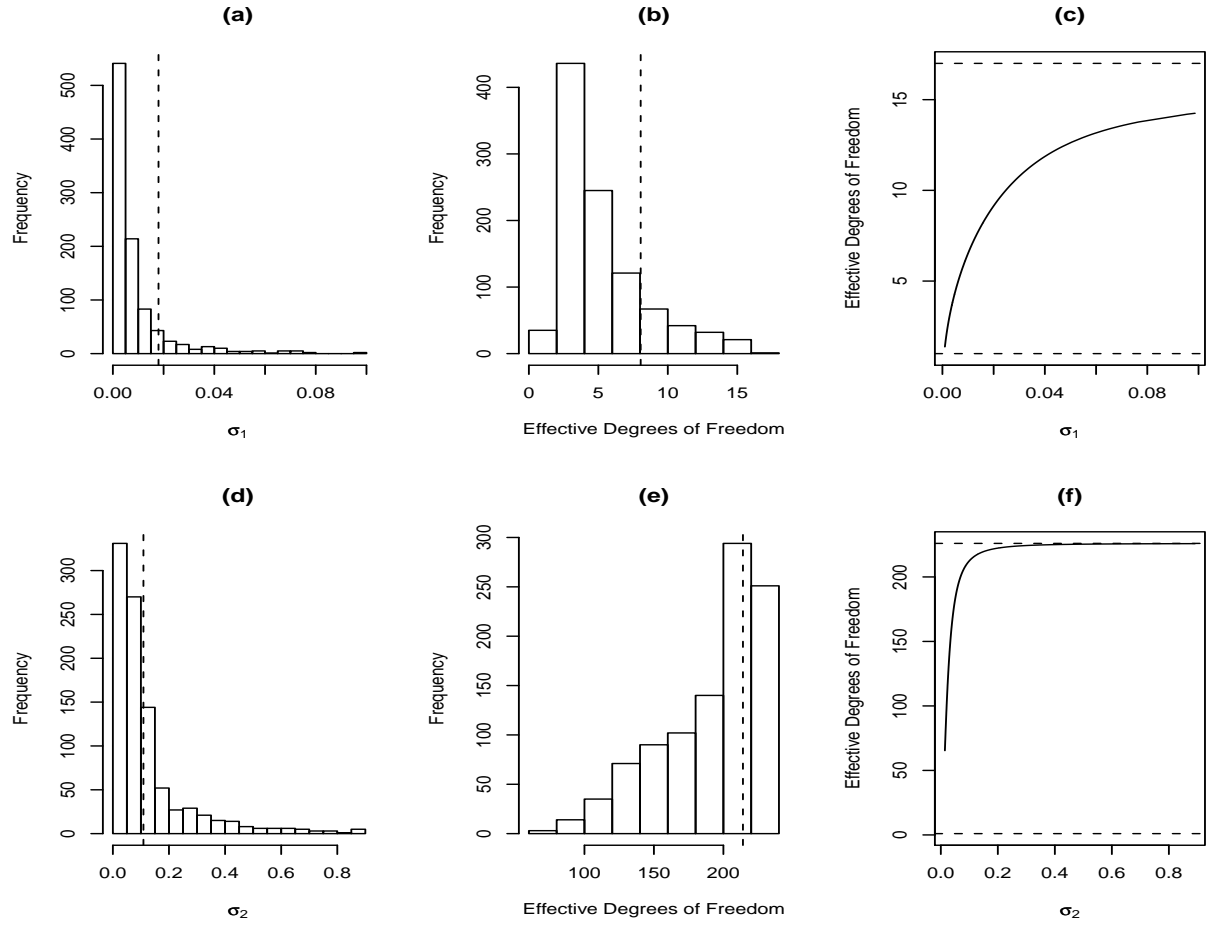 (a)
Frequency
0 100 200 300 400 500
0.00 0.04 0.08
σ1
(b)
Frequency
0 100 200 300 400
0 5 10 15
Effective Degrees of Freedom
(c)
Effective Degrees of Freedom
5 10 15
0.00 0.04 0.08
σ1
(d)
Frequency
0 50 100 150 200 250 300
0.0 0.2 0.4 0.6 0.8
σ2
(e)
Frequency
0 50 100 150 200 250 300
100 150 200
Effective Degrees of Freedom
(f)
Effective Degrees of Freedom
0 50 100 150 200
0.0 0.2 0.4 0.6 0.8
σ2